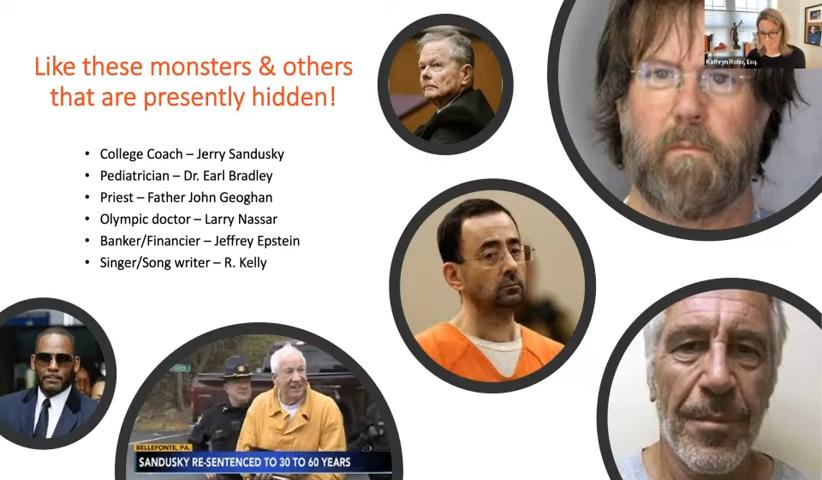 Like these monsters & others
that are presently hidden!
• College Coach – Jerry Sandusky
• Pediatrician – Dr. Earl Bradley
• Priest – Father John Geoghan
• Olympic doctor – Larry Nassar
• Banker/Financier – Jeffrey Epstein
• Singer/Song writer – R. Kelly
Kathryn Robb, Esq.
BELLEFONTE, PA.
SANDUSKY RE-SENTENCED TO 30 TO 60 YEARS